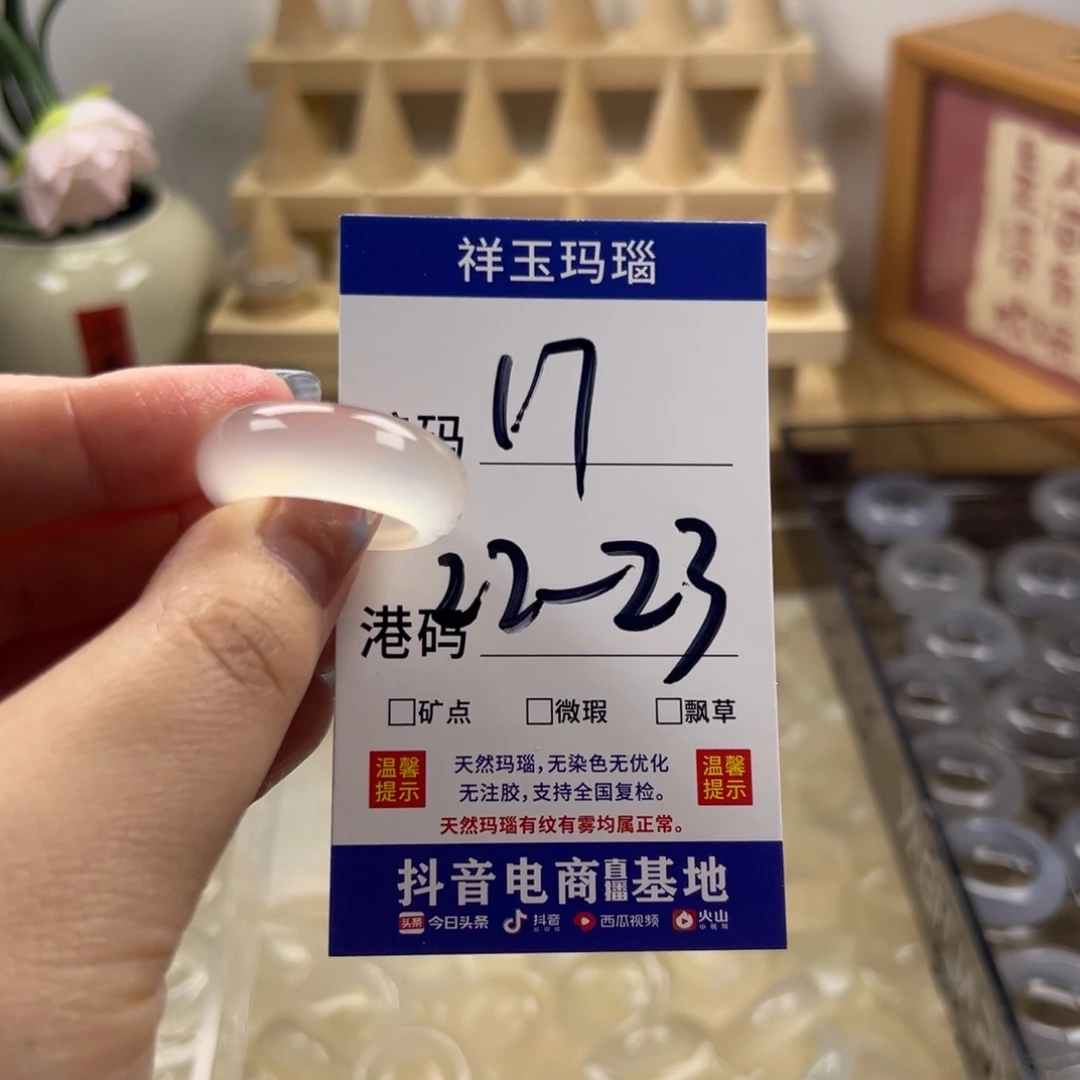 祥玉玛瑙
码 17
港码 22-23
□矿点 □微瑕 □飘草
温馨提示
天然玛瑙,无染色无优化
无注胶,支持全国复检。
温馨提示
天然玛瑙有纹有雾均属正常。
抖音电商直播基地
头条 今日头条 抖音 西瓜视频 火山